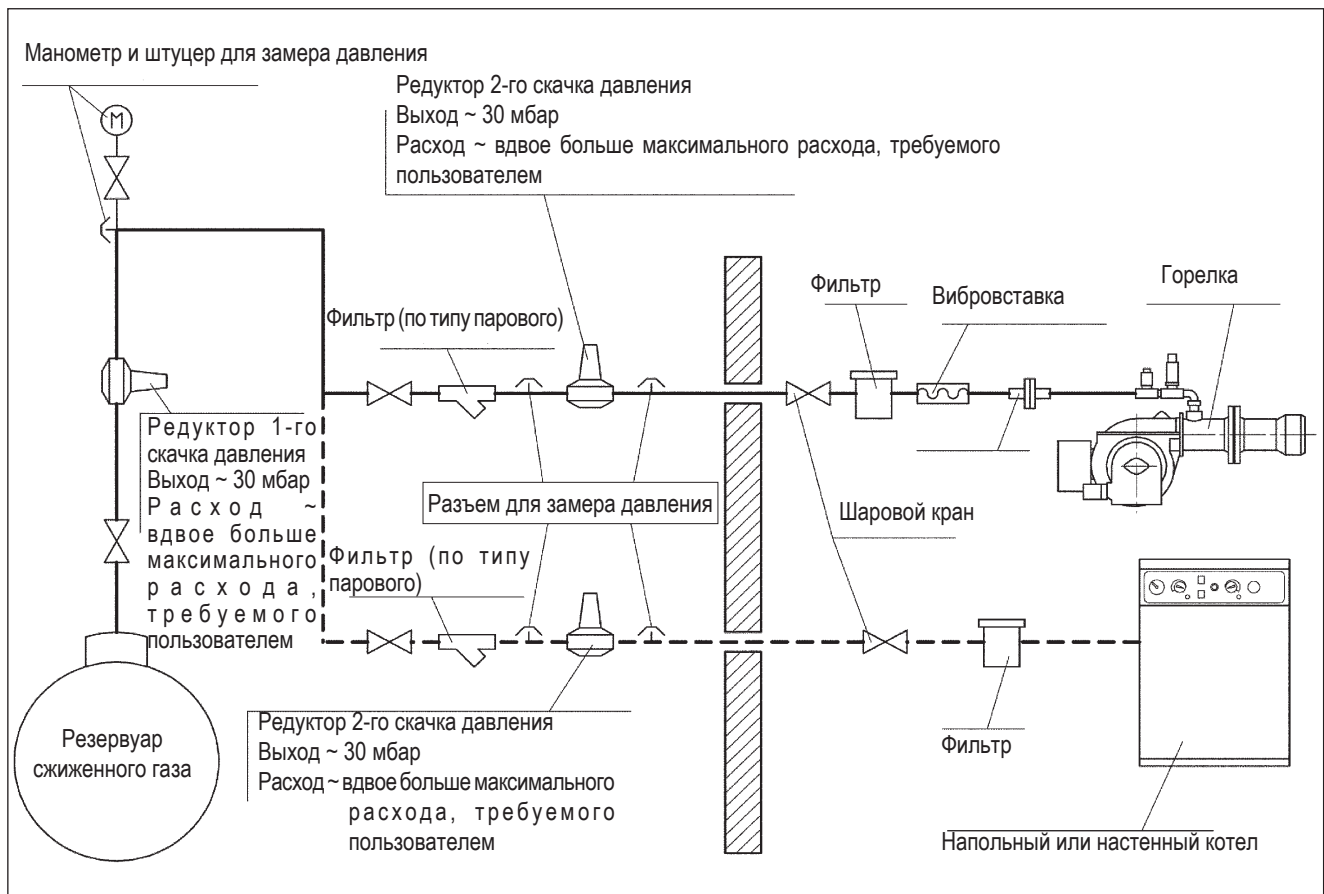 Манометр и штуцер для замера давления
М
Редуктор 2-го скачка давления
Выход ~ 30 мбар
Расход ~ вдвое больше максимального расхода, требуемого
пользователем
Фильтр (по типу парового)
Фильтр
Вибровставка
Горелка
Редуктор 1-го
скачка давления
Выход ~ 30 мбар
Расход ~
вдвое больше
максимального
расхода,
требуемого
пользователем
Разъем для замера давления
Шаровой кран
Фильтр (по типу
парового)
Резервуар
сжиженного газа
Редуктор 2-го скачка давления
Выход ~ 30 мбар
Расход ~ вдвое больше максимального
расхода, требуемого
пользователем
Фильтр
Напольный или настенный котел